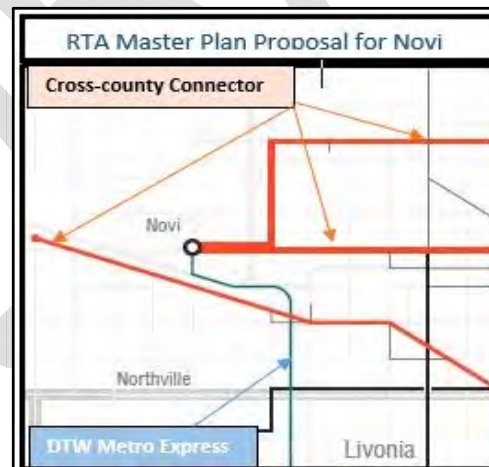 RTA Master Plan Proposal for Novi
Cross-county Connector
Novi
Northville
DTW Metro Express
Livonia